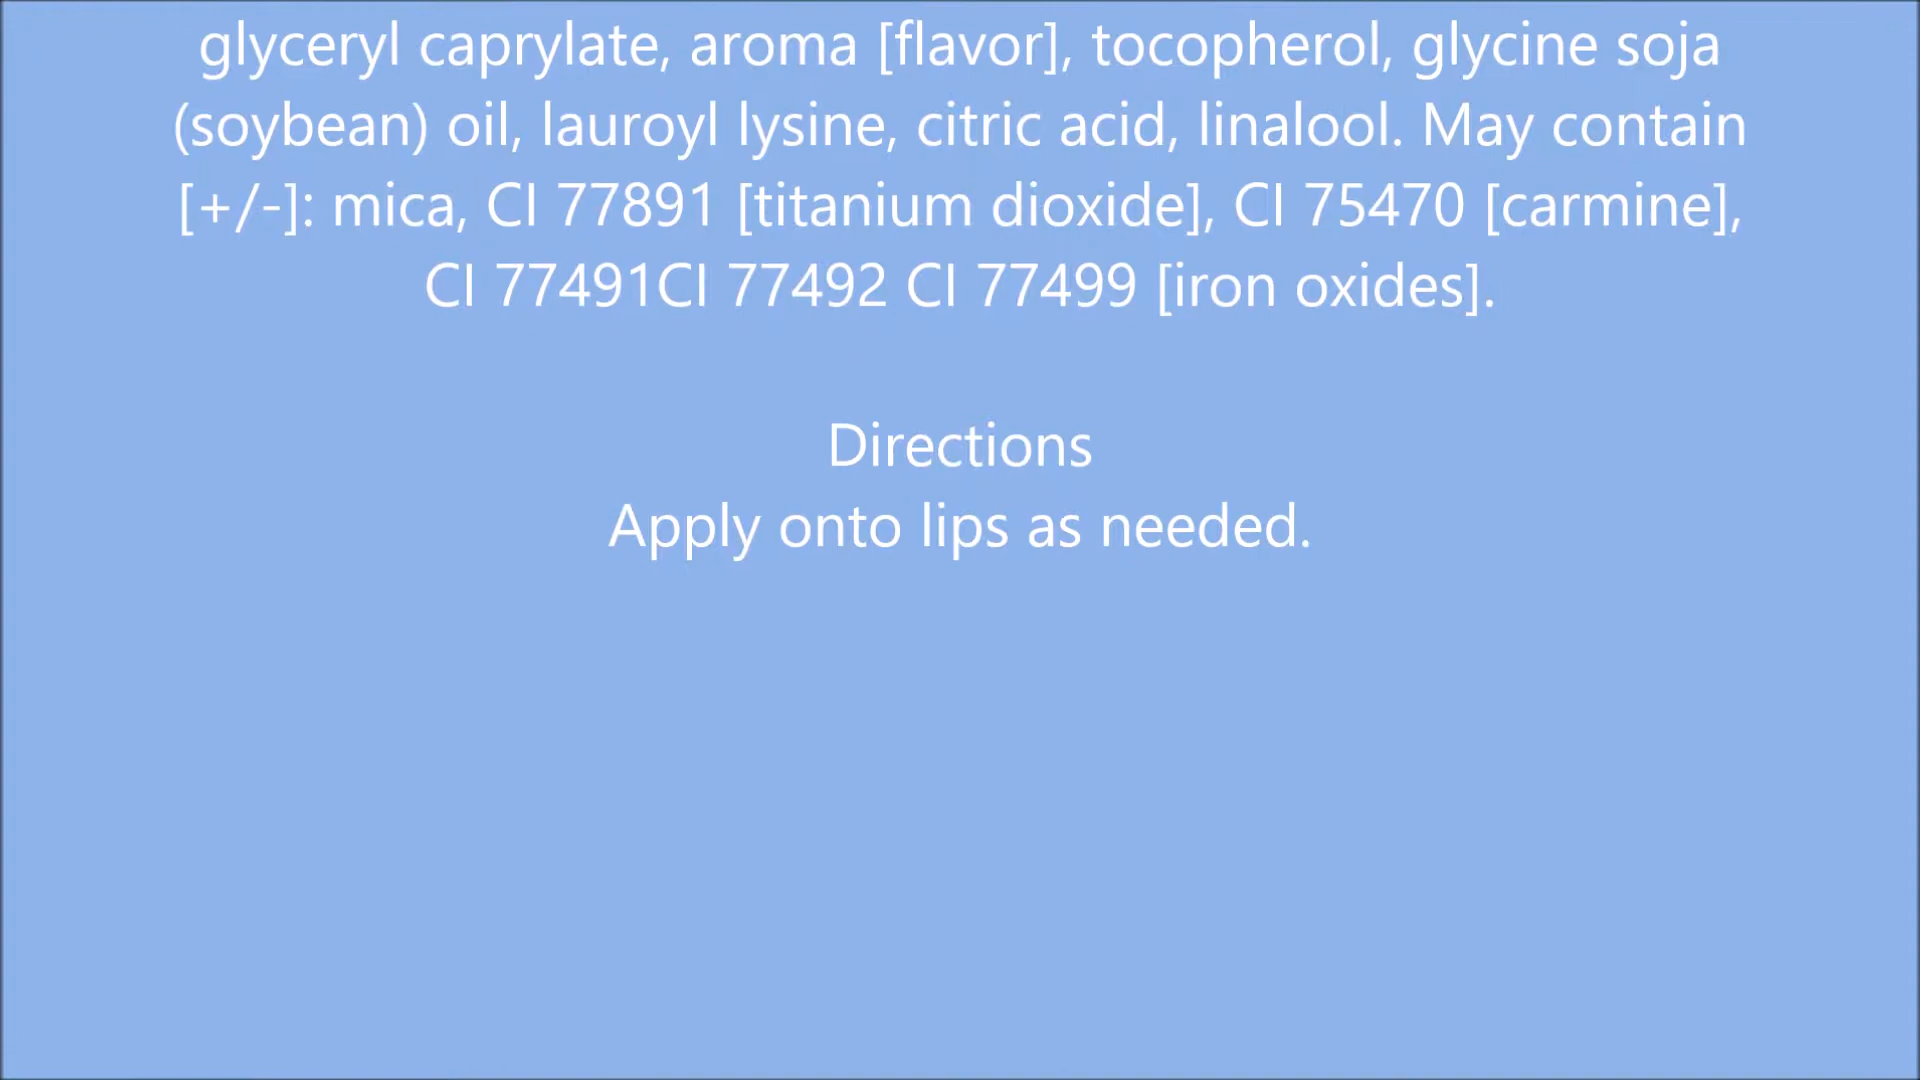 glyceryl caprylate, aroma [flavor], tocopherol, glycine soja
(soybean) oil, lauroyl lysine, citric acid, linalool. May contain
[+/-]: mica, CI 77891 [titanium dioxide], CI 75470 [carmine],
CI 77491CI 77492 CI 77499 [iron oxides].
Directions
Apply onto lips as needed.